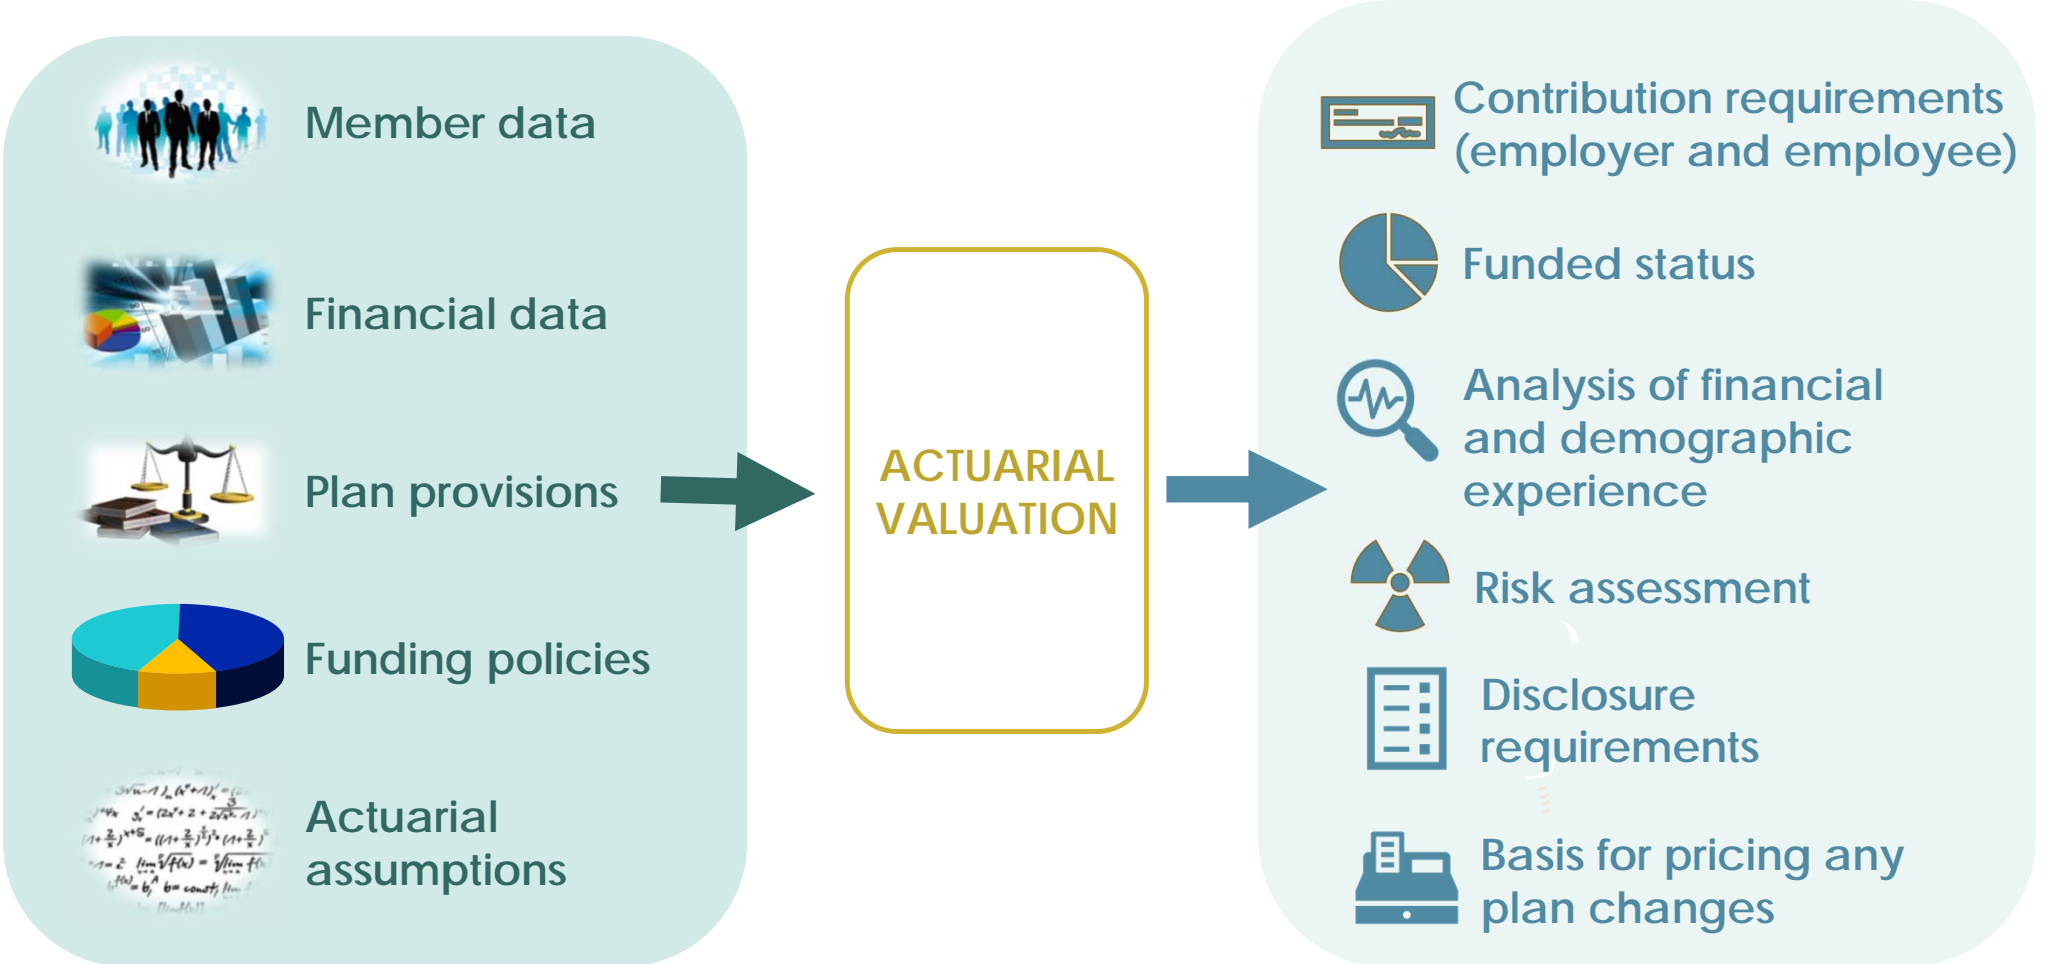 Member data
Financial data
Plan provisions
Funding policies
Actuarial
assumptions
ACTUARIAL
VALUATION
Contribution requirements
(employer and employee)
Funded status
Analysis of financial
and demographic
experience
Risk assessment
Disclosure
requirements
Basis for pricing any
plan changes